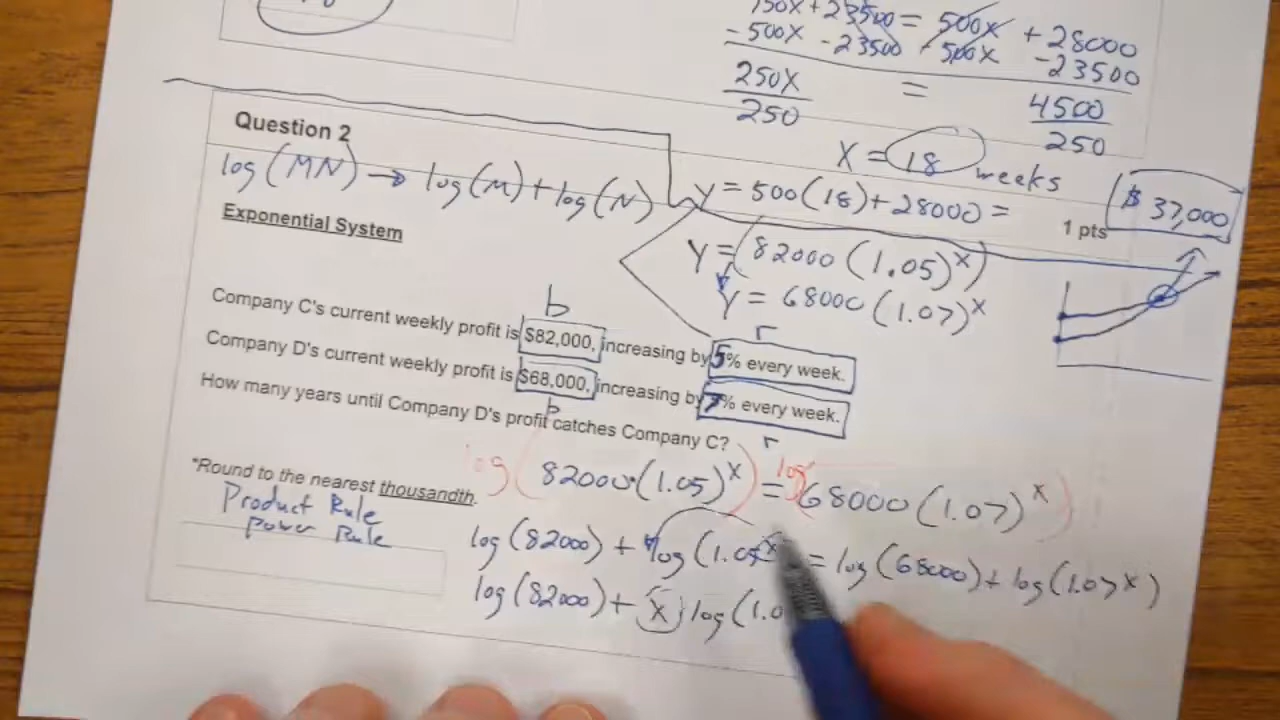 750x + 23500 = 500x + 28000
- 500x - 23500 - 500x - 23500
250x = 4500
250 250
x = 18 weeks
Question 2
log(MN) → log(M) + log(N)
y = 500(18) + 28000 =
$37,000
1 pts
Exponential System
y = (82000(1.05)^x)
y = 68000(1.07)^x
b
r
Company C's current weekly profit is $82,000, increasing by 5% every week.
Company D's current weekly profit is $68,000, increasing by 7% every week.
b
r
How many years until Company D's profit catches Company C?
log(82000·(1.05)^x) = log(68000(1.07)^x)
*Round to the nearest thousandth.
Product Rule
Power Rule
log(82000) + log(1.05^x) = log(68000) + log(1.07^x)
log(82000) + x log(1.0